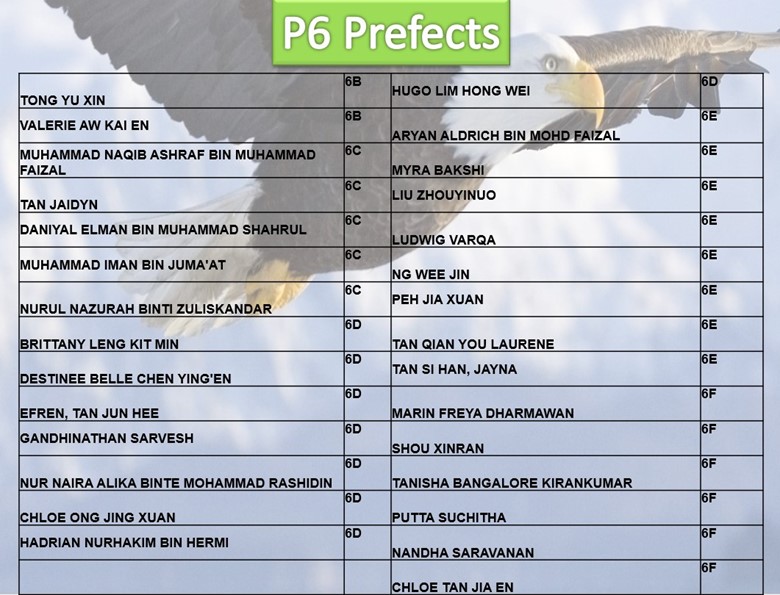 P6 Prefects
TONG YU XIN 6B
VALERIE AW KAI EN 6B
MUHAMMAD NAQIB ASHRAF BIN MUHAMMAD 6C
FAIZAL
TAN JAIDYN 6C
DANIYAL ELMAN BIN MUHAMMAD SHAHRUL 6C
MUHAMMAD IMAN BIN JUMA'AT 6C
NURUL NAZURAH BINTI ZULISKANDAR 6C
BRITTANY LENG KIT MIN 6D
DESTINEE BELLE CHEN YING'EN 6D
EFREN, TAN JUN HEE 6D
GANDHINATHAN SARVESH 6D
NUR NAIRA ALIKA BINTE MOHAMMAD RASHIDIN 6D
CHLOE ONG JING XUAN 6D
HADRIAN NURHAKIM BIN HERMI 6D
HUGO LIM HONG WEI 6D
ARYAN ALDRICH BIN MOHD FAIZAL 6E
MYRA BAKSHI 6E
LIU ZHOUYINUO 6E
LUDWIG VARQA 6E
NG WEE JIN 6E
PEH JIA XUAN 6E
TAN QIAN YOU LAURENE 6E
TAN SI HAN, JAYNA 6E
MARIN FREYA DHARMAWAN 6F
SHOU XINRAN 6F
TANISHA BANGALORE KIRANKUMAR 6F
PUTTA SUCHITHA 6F
NANDHA SARAVANAN 6F
CHLOE TAN JIA EN 6F